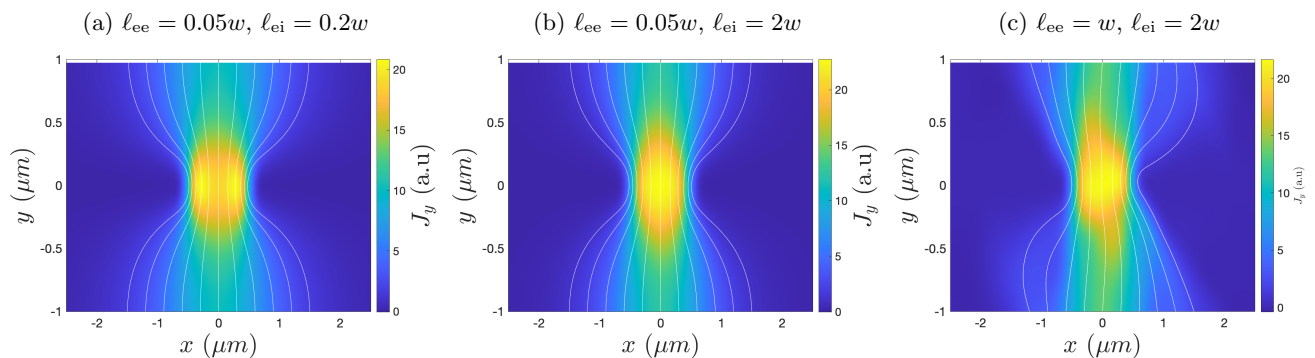 (a) ℓee = 0.05w, ℓei = 0.2w
1
0.5
0
-0.5
-1
y (μm)
-2 -1 0 1 2
x (μm)
20
15
10
5
0
Jy (a.u)
(b) ℓee = 0.05w, ℓei = 2w
1
0.5
0
-0.5
-1
y (μm)
-2 -1 0 1 2
x (μm)
20
15
10
5
0
Jy (a.u)
(c) ℓee = w, ℓei = 2w
1
0.5
0
-0.5
-1
y (μm)
-2 -1 0 1 2
x (μm)
20
15
10
5
0
Jy (a.u)